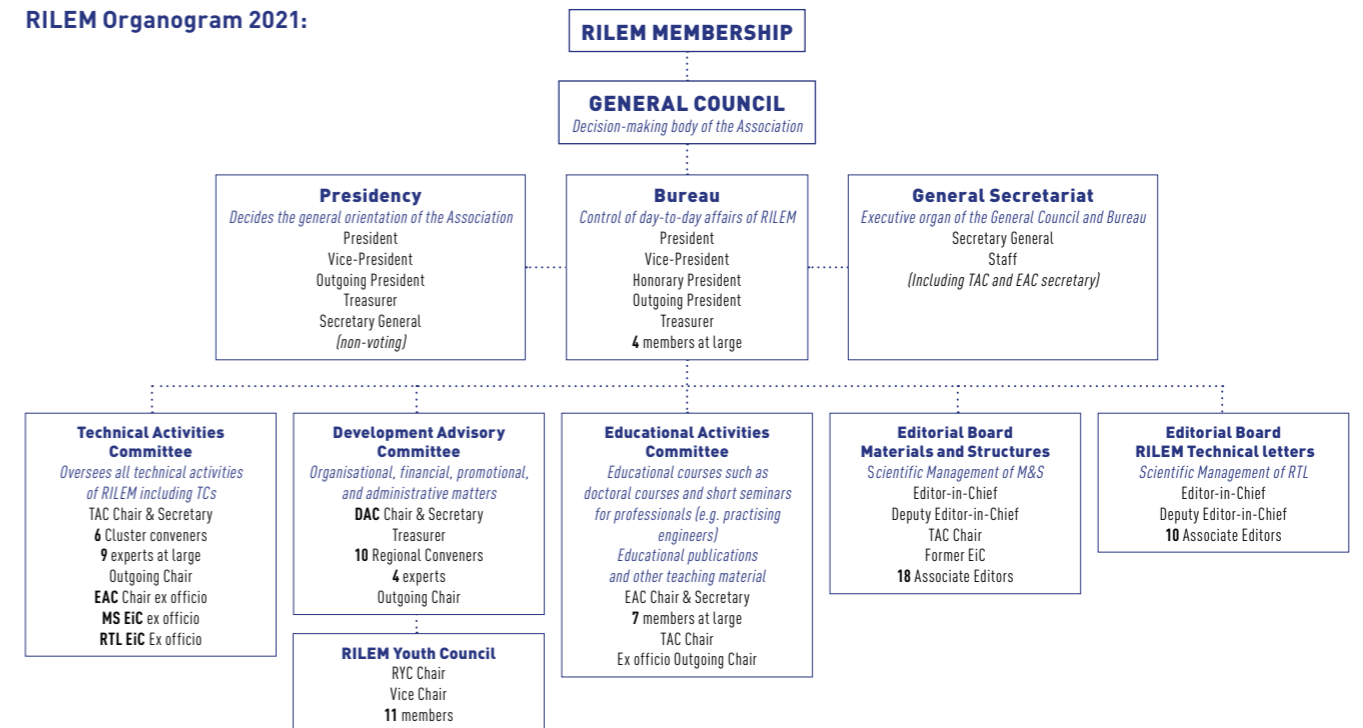 RILEM Organogram 2021:
RILEM MEMBERSHIP
GENERAL COUNCIL
Decision-making body of the Association
Presidency
Decides the general orientation of the Association
President
Vice-President
Outgoing President
Treasurer
Secretary General
(non-voting)
Bureau
Control of day-to-day affairs of RILEM
President
Vice-President
Honorary President
Outgoing President
Treasurer
4 members at large
General Secretariat
Executive organ of the General Council and Bureau
Secretary General
Staff
(Including TAC and EAC secretary)
Technical Activities
Committee
Oversees all technical activities
of RILEM including TCs
TAC Chair & Secretary
6 Cluster conveners
9 experts at large
Outgoing Chair
EAC Chair ex officio
MS EiC ex officio
RTL EiC Ex officio
Development Advisory
Committee
Organisational, financial, promotional,
and administrative matters
DAC Chair & Secretary
Treasurer
10 Regional Conveners
4 experts
Outgoing Chair
RILEM Youth Council
RYC Chair
Vice Chair
11 members
Educational Activities
Committee
Educational courses such as
doctoral courses and short seminars
for professionals (e.g. practising
engineers)
Educational publications
and other teaching material
EAC Chair & Secretary
7 members at large
TAC Chair
Ex officio Outgoing Chair
Editorial Board
Materials and Structures
Scientific Management of M&S
Editor-in-Chief
Deputy Editor-in-Chief
TAC Chair
Former EiC
18 Associate Editors
Editorial Board
RILEM Technical letters
Scientific Management of RTL
Editor-in-Chief
Deputy Editor-in-Chief
10 Associate Editors